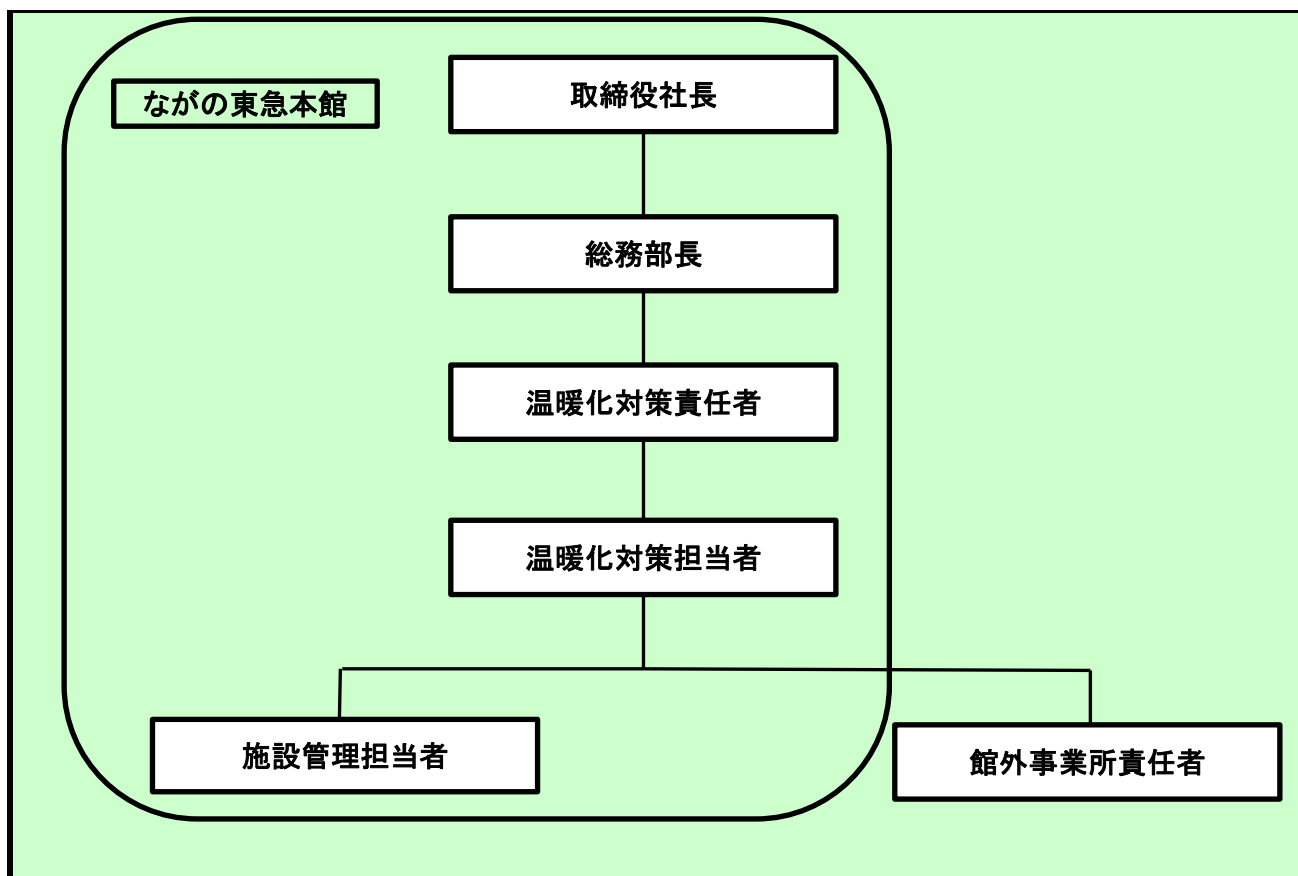 ながの東急本館
取締役社長
総務部長
温暖化対策責任者
温暖化対策担当者
施設管理担当者
館外事業所責任者